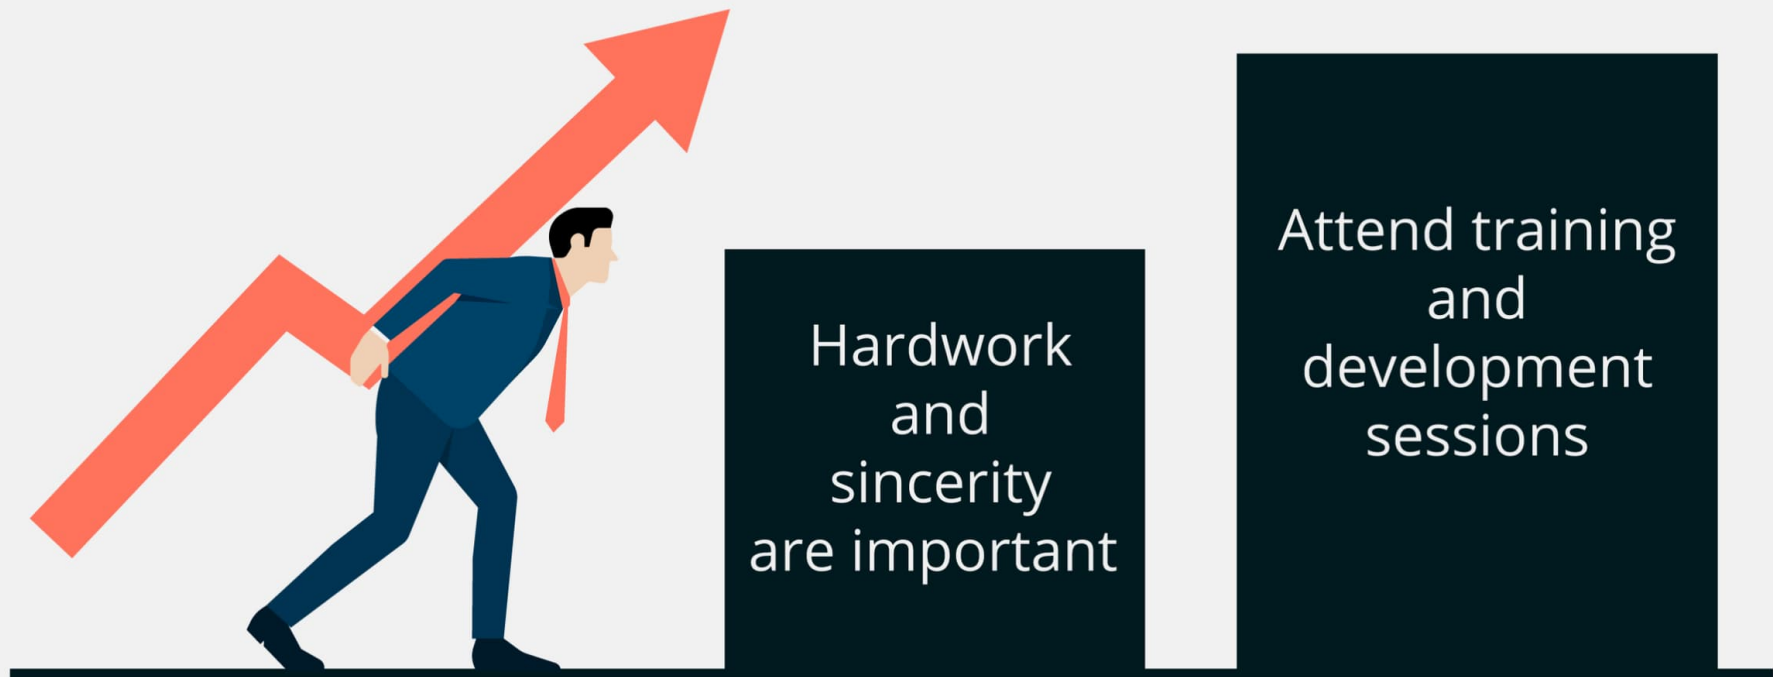 Hardwork
and
sincerity
are important
Attend training
and
development
sessions